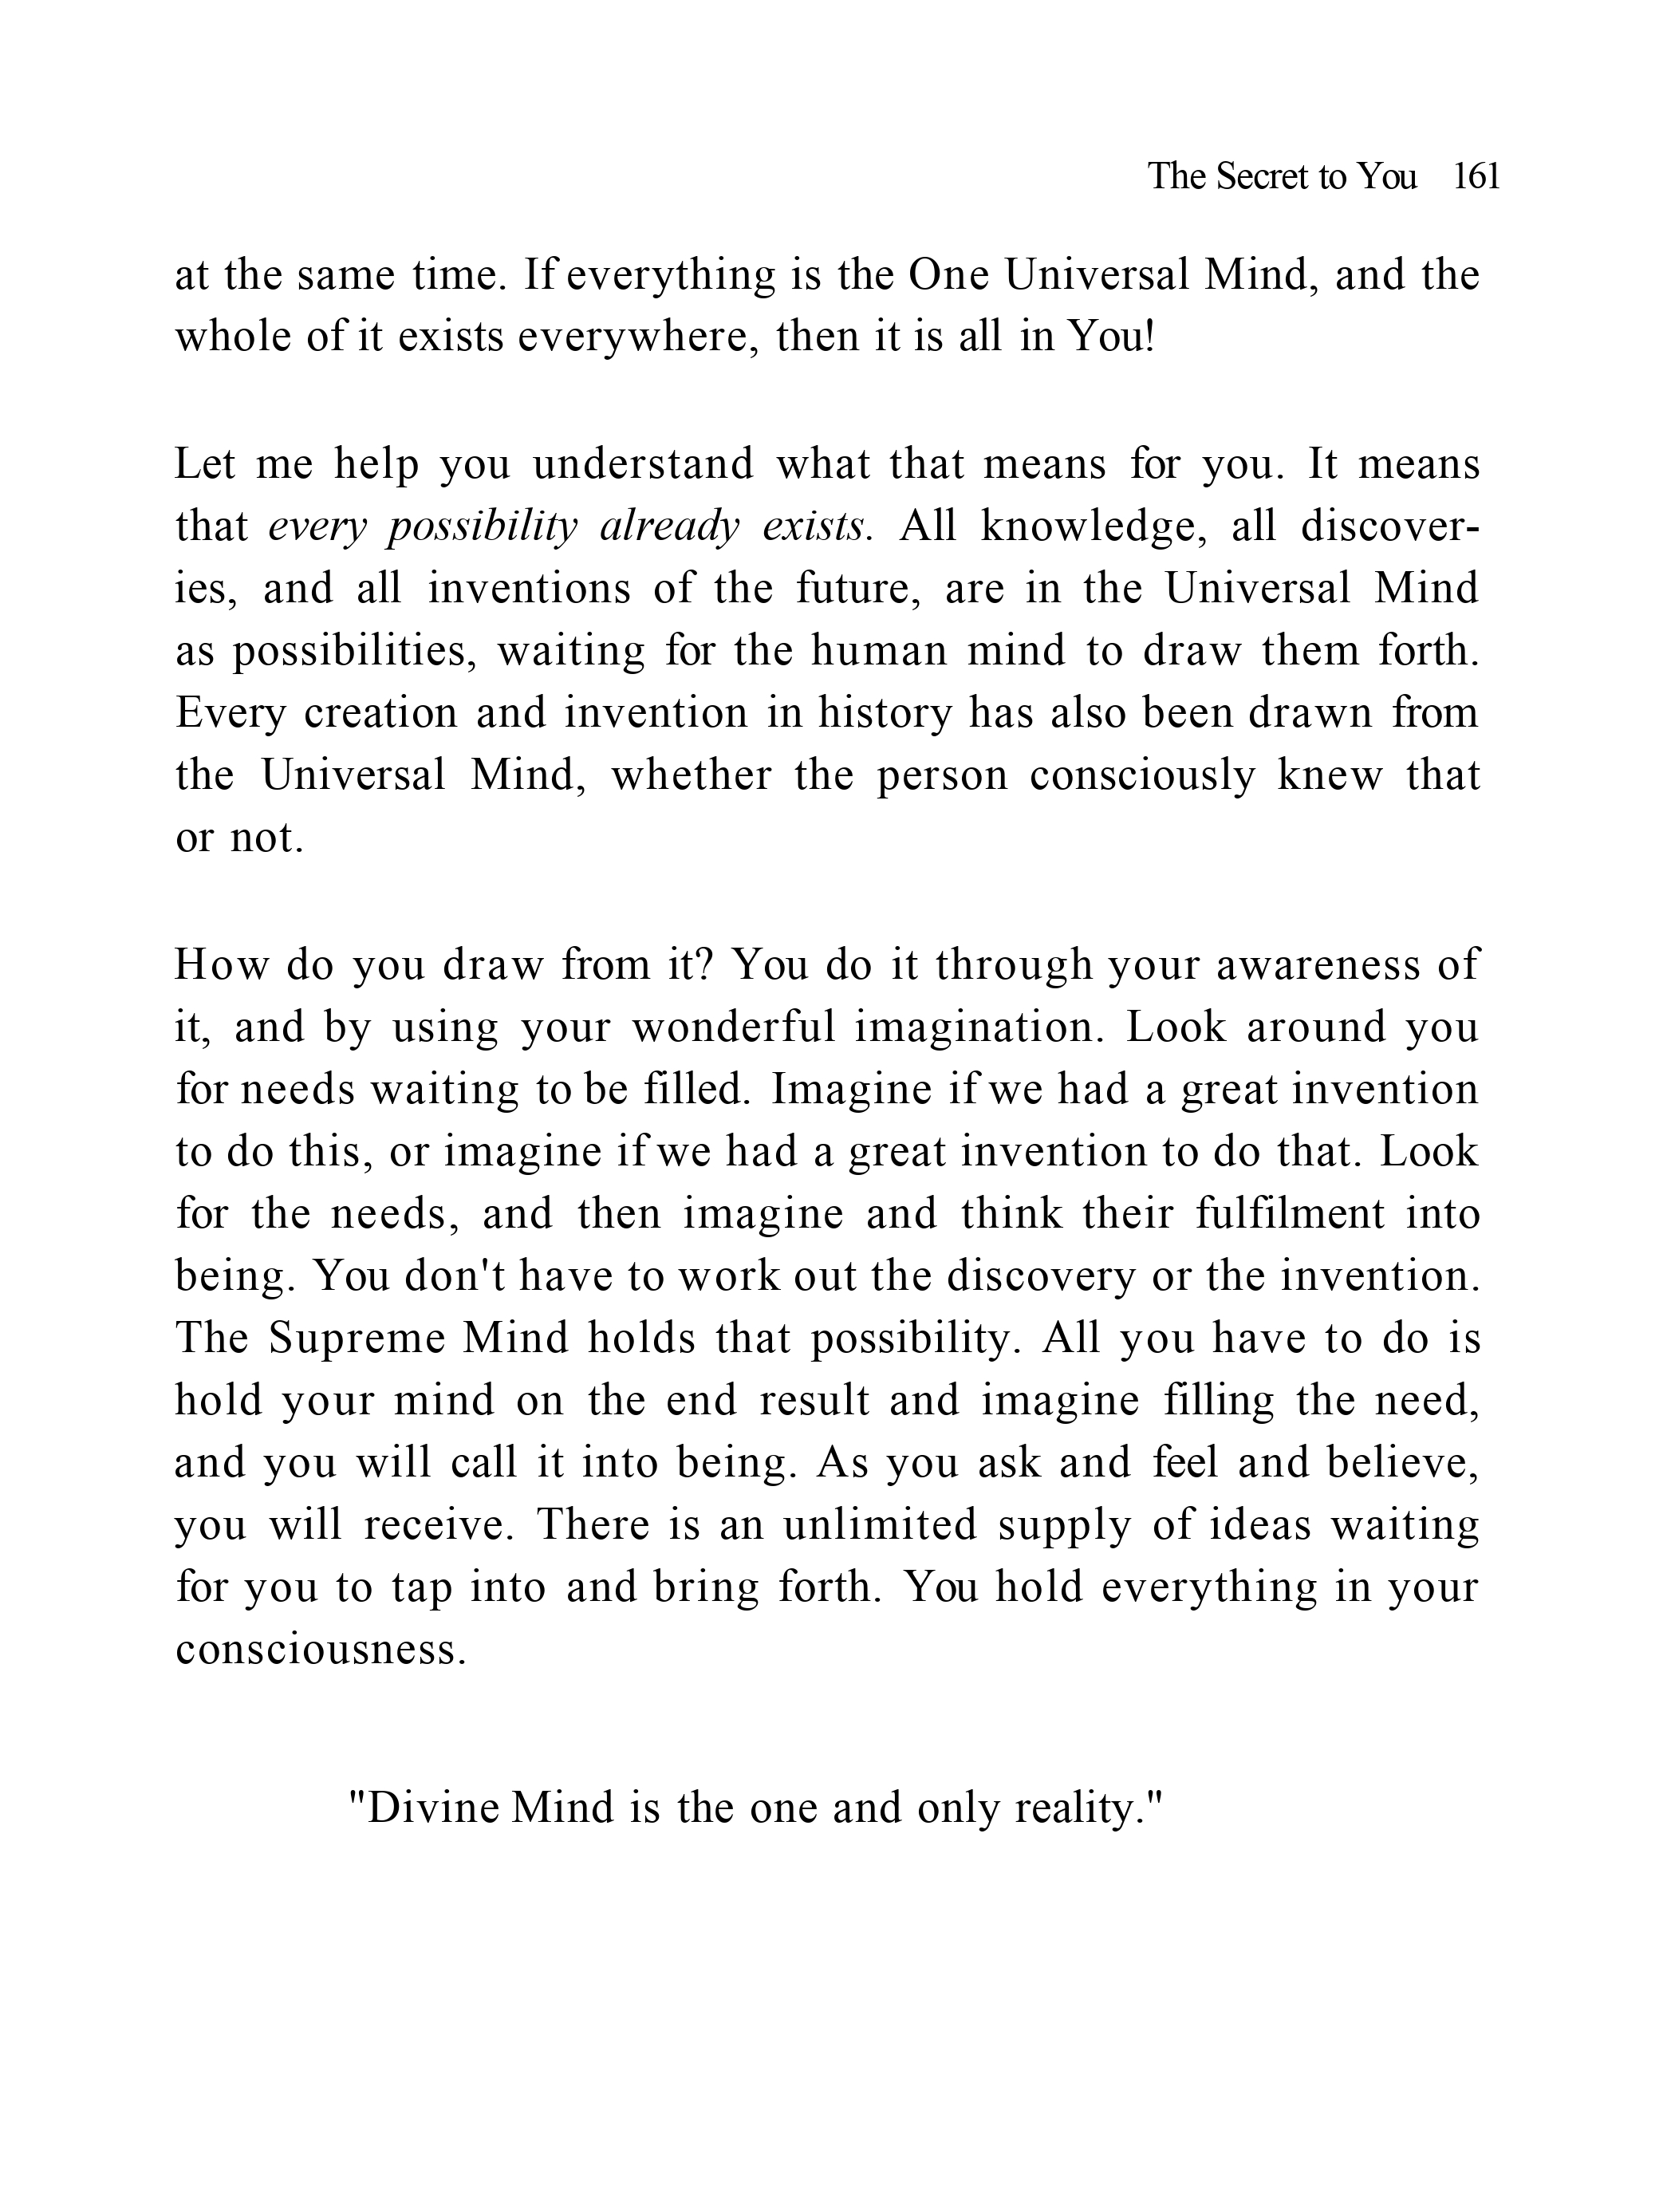 The Secret to You 161
at the same time. If everything is the One Universal Mind, and the
whole of it exists everywhere, then it is all in You!
Let me help you understand what that means for you. It means
that every possibility already exists. All knowledge, all discover-
ies, and all inventions of the future, are in the Universal Mind
as possibilities, waiting for the human mind to draw them forth.
Every creation and invention in history has also been drawn from
the Universal Mind, whether the person consciously knew that
or not.
How do you draw from it? You do it through your awareness of
it, and by using your wonderful imagination. Look around you
for needs waiting to be filled. Imagine if we had a great invention
to do this, or imagine if we had a great invention to do that. Look
for the needs, and then imagine and think their fulfilment into
being. You don't have to work out the discovery or the invention.
The Supreme Mind holds that possibility. All you have to do is
hold your mind on the end result and imagine filling the need,
and you will call it into being. As you ask and feel and believe,
you will receive. There is an unlimited supply of ideas waiting
for you to tap into and bring forth. You hold everything in your
consciousness.
"Divine Mind is the one and only reality."